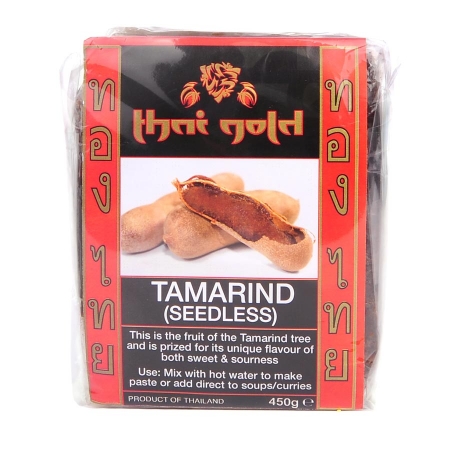 thai gold
ทองไทย
ทองไทย
TAMARIND
(SEEDLESS)
This is the fruit of the Tamarind tree
and is prized for its unique flavour of
both sweet & sourness
Use: Mix with hot water to make
paste or add direct to soups/curries
PRODUCT OF THAILAND 450g ℮